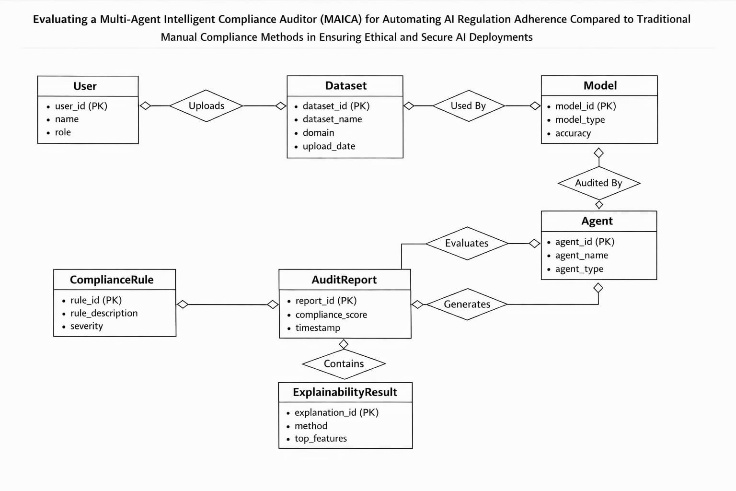 Evaluating a Multi-Agent Intelligent Compliance Auditor (MAICA) for Automating AI Regulation Adherence Compared to Traditional
Manual Compliance Methods in Ensuring Ethical and Secure AI Deployments
User
• user_id (PK)
• name
• role
Uploads
Dataset
• dataset_id (PK)
• dataset_name
• domain
• upload_date
Used By
Model
• model_id (PK)
• model_type
• accuracy
Audited By
Agent
• agent_id (PK)
• agent_name
• agent_type
Evaluates
ComplianceRule
• rule_id (PK)
• rule_description
• severity
AuditReport
• report_id (PK)
• compliance_score
• timestamp
Generates
Contains
ExplainabilityResult
• explanation_id (PK)
• method
• top_features